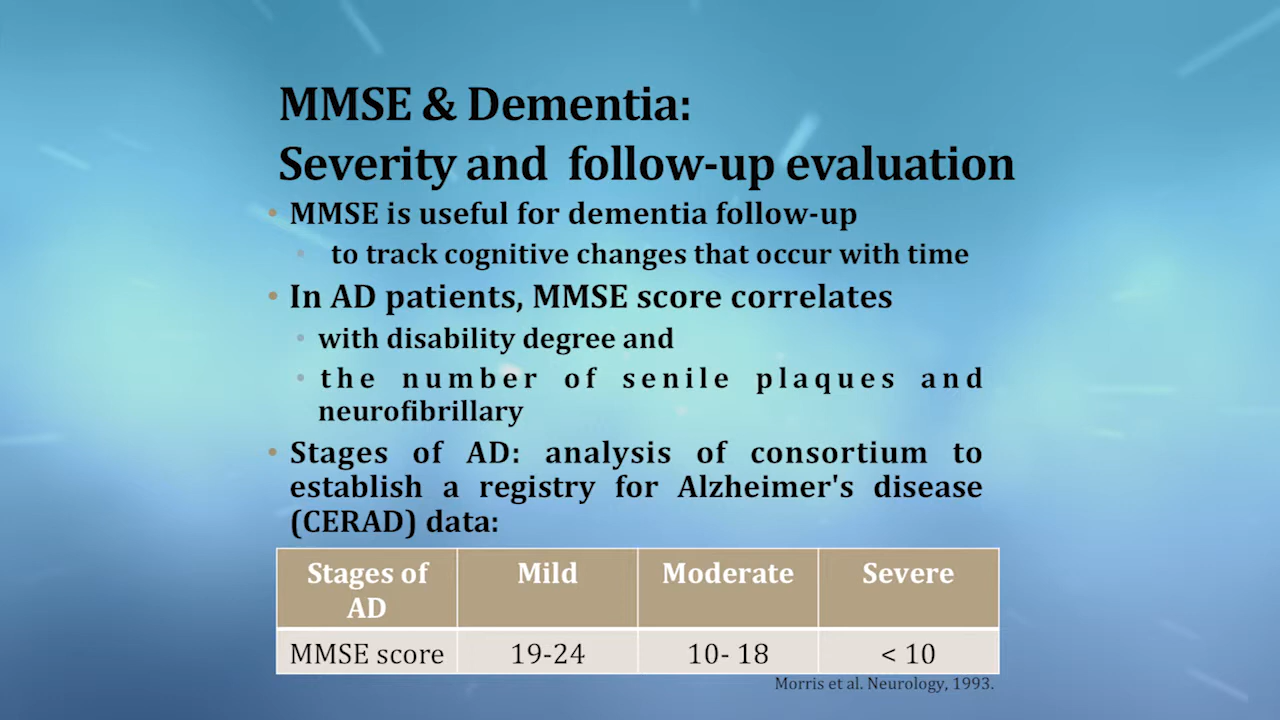 MMSE & Dementia:
Severity and follow-up evaluation
• MMSE is useful for dementia follow-up
• to track cognitive changes that occur with time
• In AD patients, MMSE score correlates
• with disability degree and
• the number of senile plaques and
neurofibrillary
• Stages of AD: analysis of consortium to
establish a registry for Alzheimer's disease
(CERAD) data:
Stages of AD Mild Moderate Severe
MMSE score 19-24 10- 18 < 10
Morris et al. Neurology, 1993.